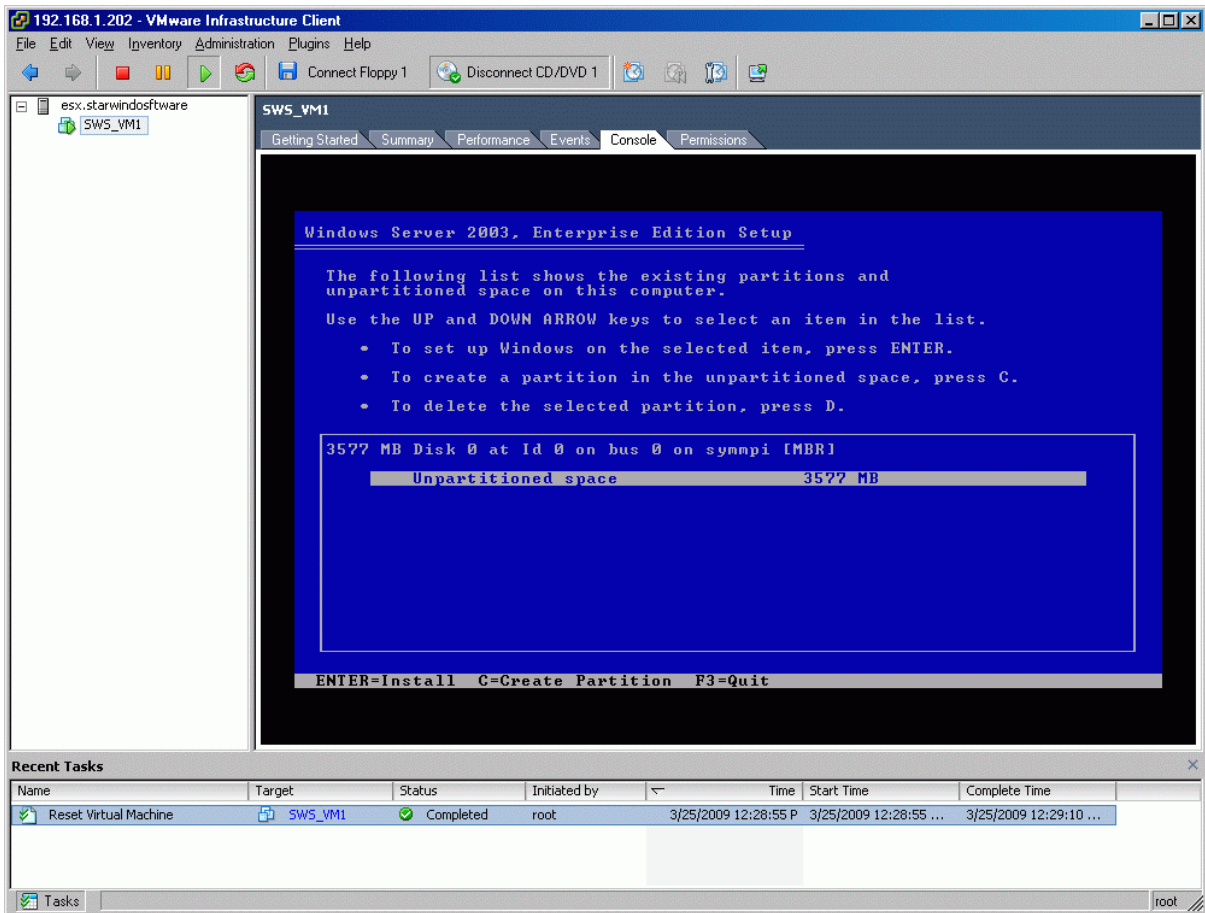 192.168.1.202 - VMware Infrastructure Client
File Edit View Inventory Administration Plugins Help
Connect Floppy 1 Disconnect CD/DVD 1
esx.starwindosftware
SWS_VM1
SWS_VM1
Getting Started Summary Performance Events Console Permissions
Windows Server 2003, Enterprise Edition Setup
The following list shows the existing partitions and
unpartitioned space on this computer.
Use the UP and DOWN ARROW keys to select an item in the list.
• To set up Windows on the selected item, press ENTER.
• To create a partition in the unpartitioned space, press C.
• To delete the selected partition, press D.
3577 MB Disk 0 at Id 0 on bus 0 on symmpi [MBR]
Unpartitioned space 3577 MB
ENTER=Install C=Create Partition F3=Quit
Recent Tasks
Name Target Status Initiated by Time Start Time Complete Time
Reset Virtual Machine SWS_VM1 Completed root 3/25/2009 12:28:55 P 3/25/2009 12:28:55 ... 3/25/2009 12:29:10 ...
Tasks root